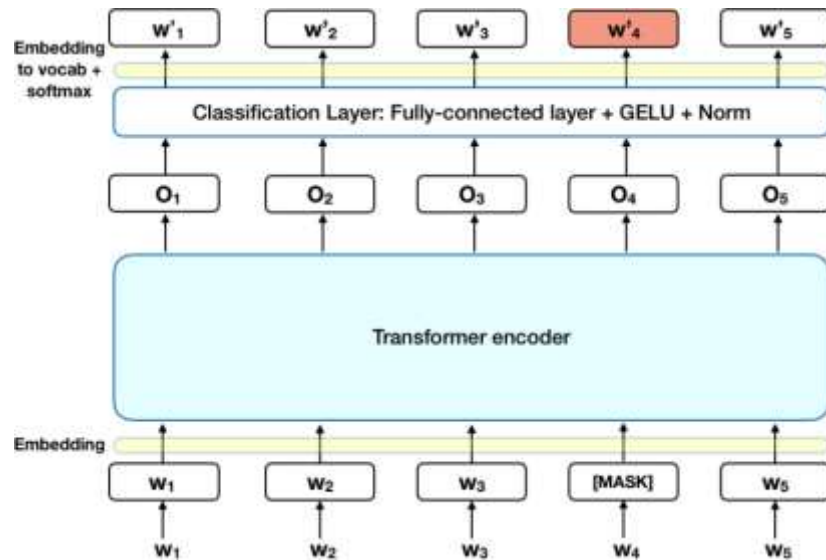 w'₁ w'₂ w'₃ w'₄ w'₅
Embedding
to vocab +
softmax
Classification Layer: Fully-connected layer + GELU + Norm
O₁ O₂ O₃ O₄ O₅
Transformer encoder
Embedding
W₁ W₂ W₃ [MASK] W₅
W₁ W₂ W₃ W₄ W₅